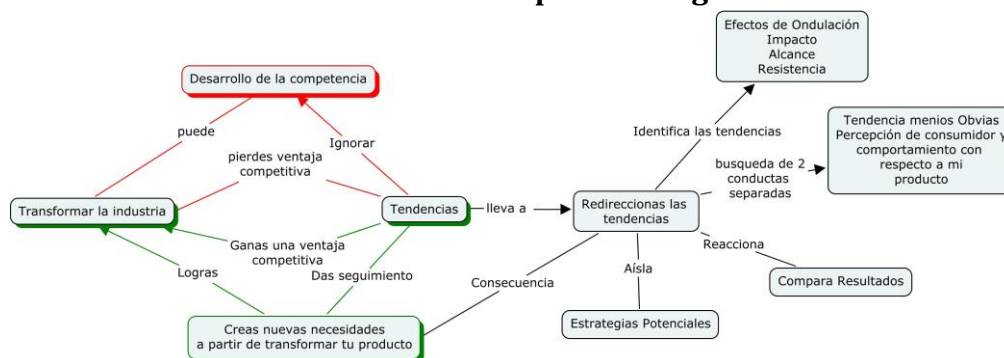 Efectos de Ondulación
Impacto
Alcance
Resistencia
Desarrollo de la competencia
puede
Ignorar
Identifica las tendencias
Tendencia menios Obvias
Percepción de consumidor y
comportamiento con
respecto a mi
producto
pierdes ventaja
competitiva
busqueda de 2
conductas
separadas
Transformar la industria
Tendencias
lleva a
Redireccionas las
tendencias
Ganas una ventaja
competitiva
Reacciona
Logras
Das seguimiento
Aísla
Consecuencia
Compara Resultados
Creas nuevas necesidades
a partir de transformar tu producto
Estrategias Potenciales